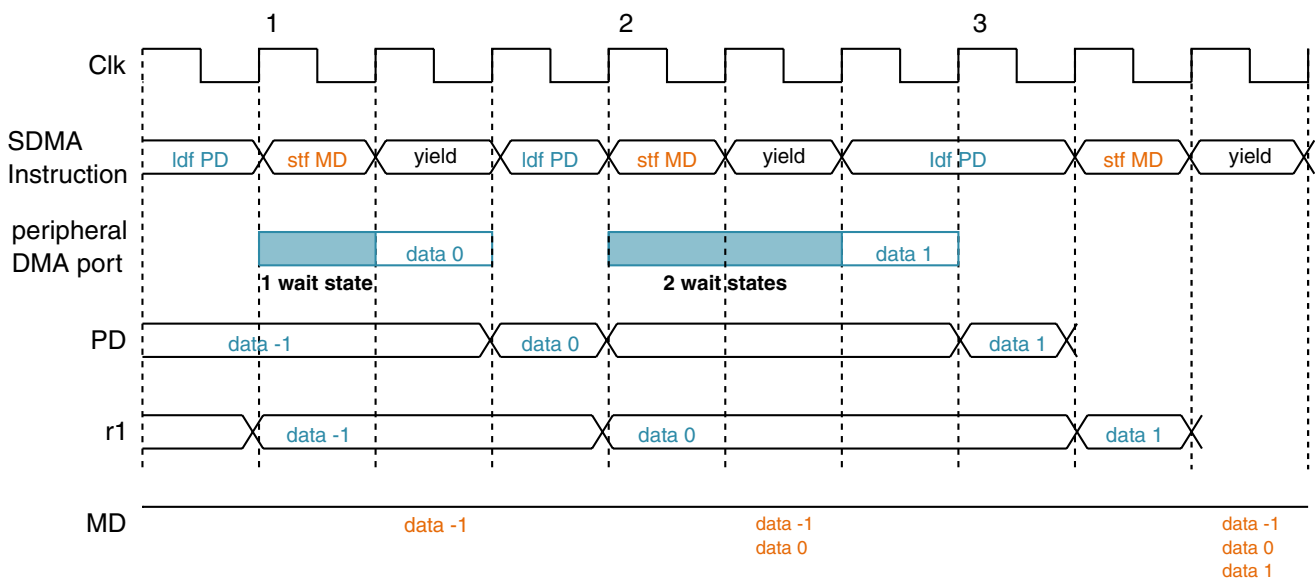 1 2 3
Clk
SDMA
Instruction
ldf PD stf MD yield ldf PD stf MD yield ldf PD stf MD yield
peripheral
DMA port
data 0 data 1
1 wait state 2 wait states
PD
data -1 data 0 data 1
r1
data -1 data 0 data 1
MD
data -1 data -1 data -1
data 0 data 0
data 1